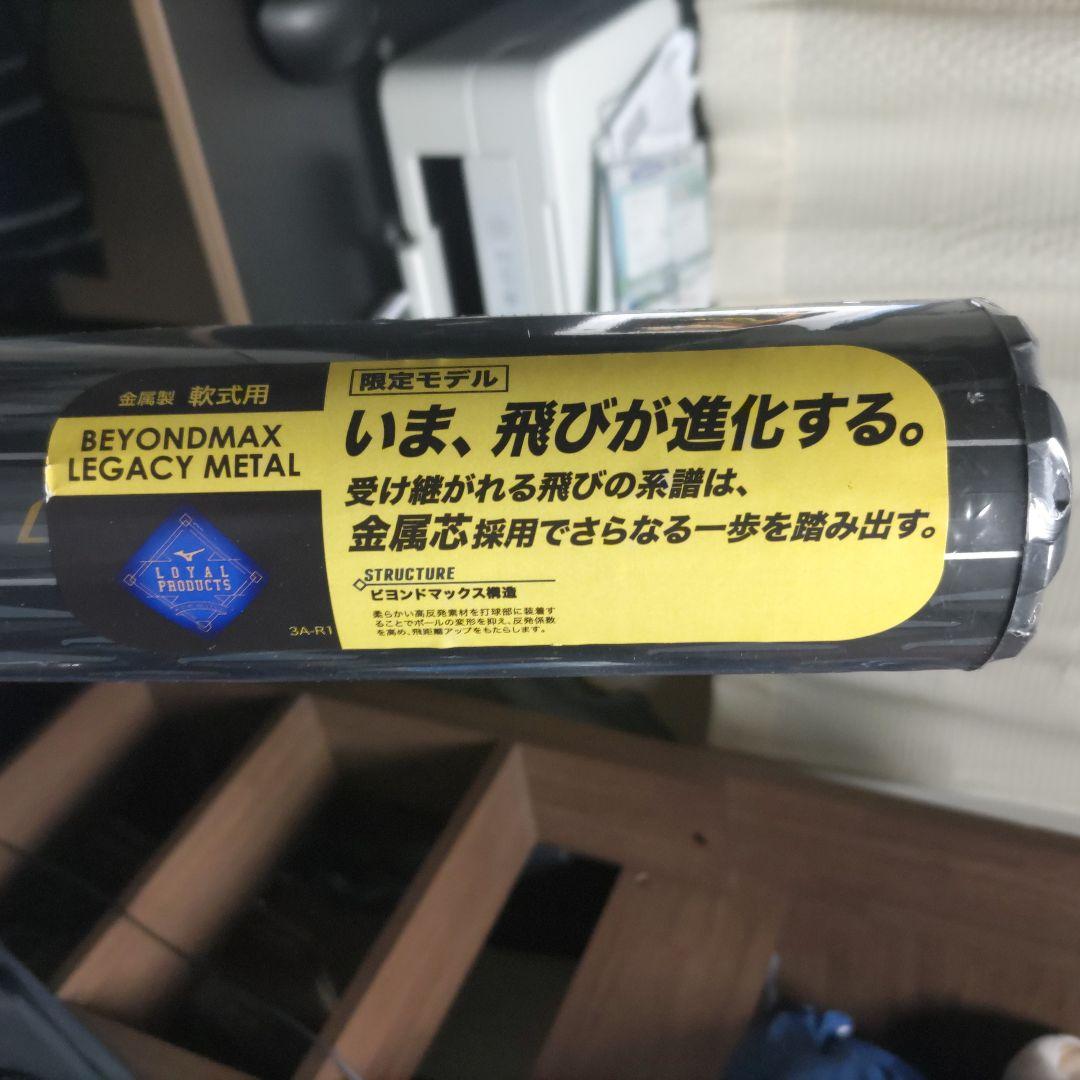 金属製 軟式用
BEYONDMAX
LEGACY METAL
LOYAL
PRODUCTS
3A-R1
限定モデル
いま、飛びが進化する。
受け継がれる飛びの系譜は、
金属芯採用でさらなる一歩を踏み出す。
STRUCTURE
ビヨンドマックス構造
柔らかい高反発素材を打球部に装着す
ることでボールの変形を抑え、反発係数
を高め、飛距離アップをもたらします。